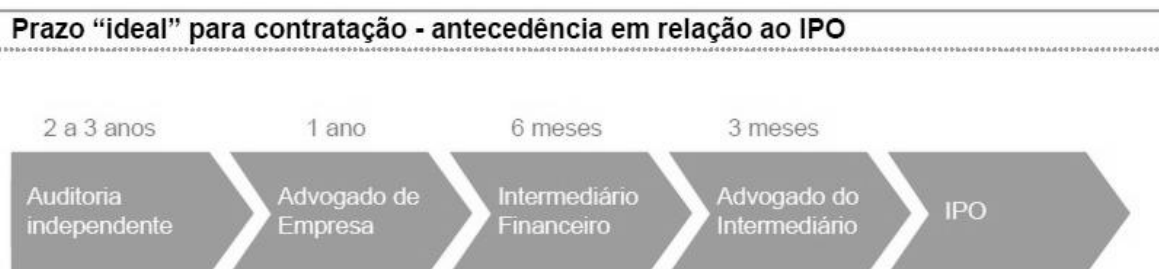 Prazo “ideal” para contratação - antecedência em relação ao IPO
2 a 3 anos
1 ano
6 meses
3 meses
Auditoria
independente
Advogado de
Empresa
Intermediário
Financeiro
Advogado do
Intermediário
IPO